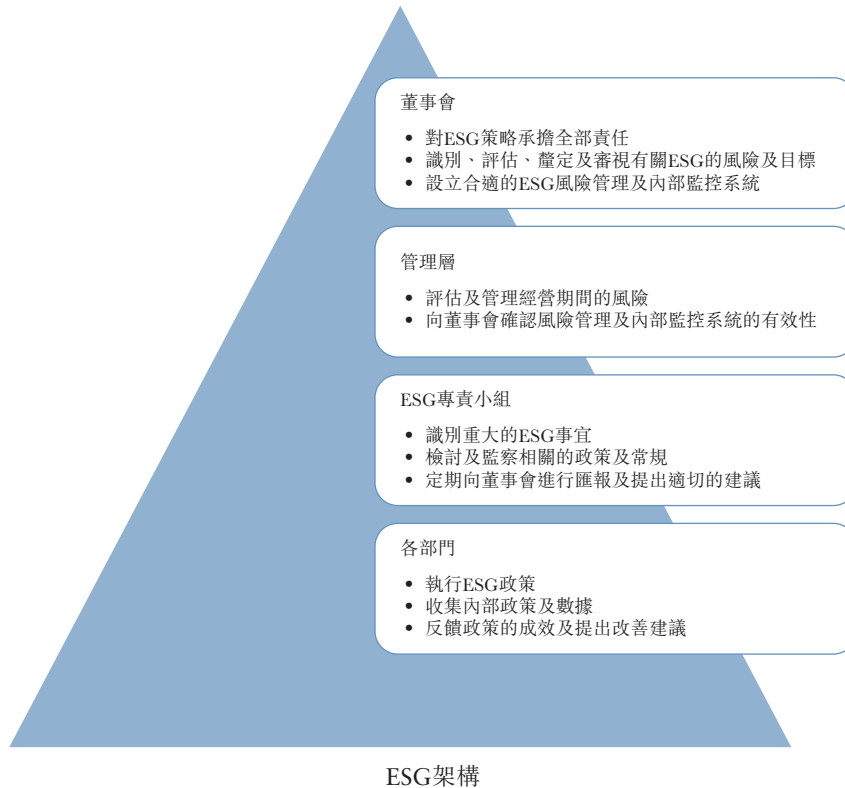 董事會
• 對ESG策略承擔全部責任
• 識別、評估、釐定及審視有關ESG的風險及目標
• 設立合適的ESG風險管理及內部監控系統
管理層
• 評估及管理經營期間的風險
• 向董事會確認風險管理及內部監控系統的有效性
ESG專責小組
• 識別重大的ESG事宜
• 檢討及監察相關的政策及常規
• 定期向董事會進行匯報及提出適切的建議
各部門
• 執行ESG政策
• 收集內部政策及數據
• 反饋政策的成效及提出改善建議
ESG架構